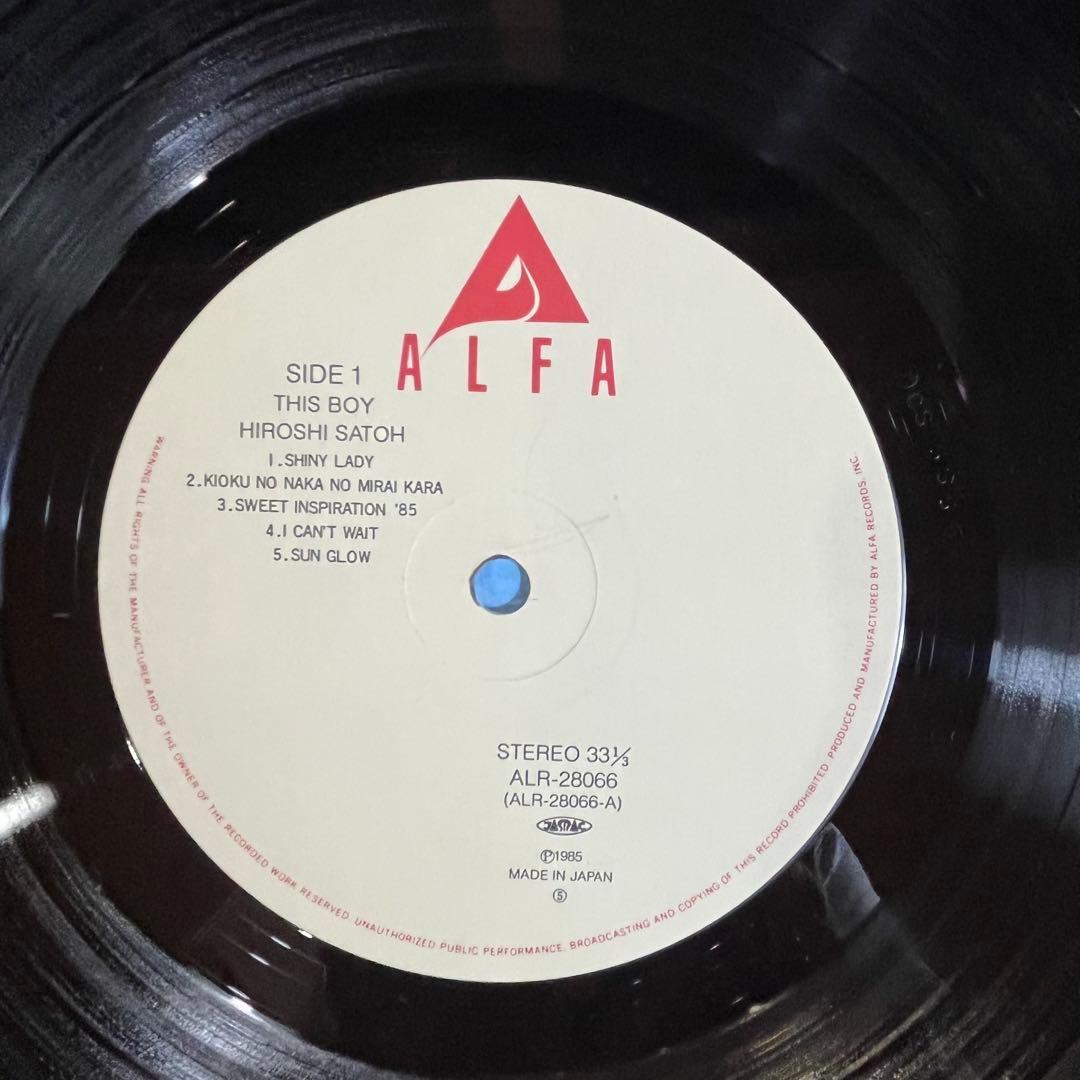 ALFA
SIDE 1
THIS BOY
HIROSHI SATOH
1.SHINY LADY
2.KIOKU NO NAKA NO MIRAI KARA
3.SWEET INSPIRATION '85
4.I CAN'T WAIT
5.SUN GLOW
STEREO 33⅓
ALR-28066
(ALR-28066-A)
JASRAC
Ⓟ1985
MADE IN JAPAN
⑤
WARNING ALL RIGHTS OF THE MANUFACTURER AND OF THE OWNER OF THE RECORDED WORK RESERVED. UNAUTHORIZED PUBLIC PERFORMANCE. BROADCASTING AND COPYING OF THIS RECORD PROHIBITED. PRODUCED AND MANUFACTURED BY ALFA RECORDS, INC.